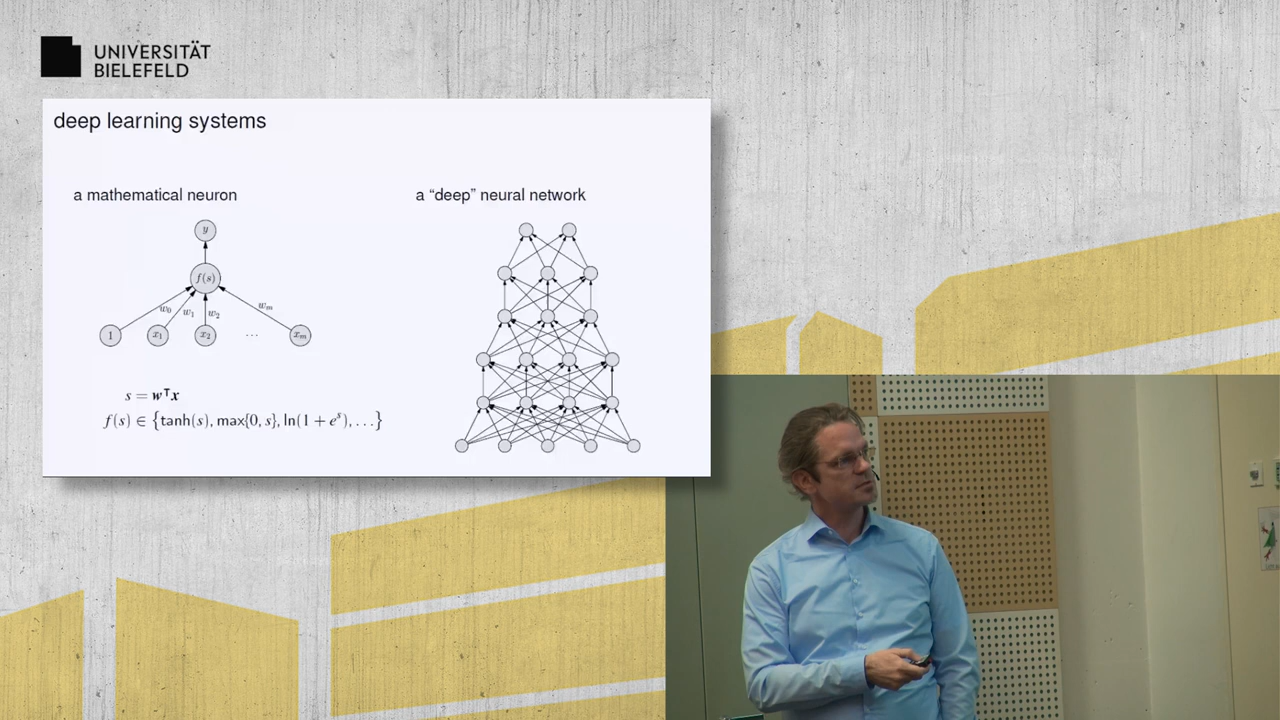 UNIVERSITÄT
BIELEFELD
deep learning systems
a mathematical neuron
a “deep” neural network
y
f(s)
w₀ w₁ w₂ wₘ
1 x₁ x₂ ... xₘ
s = wᵀx
f(s) ∈ {tanh(s), max{0, s}, ln(1 + eˢ), ...}